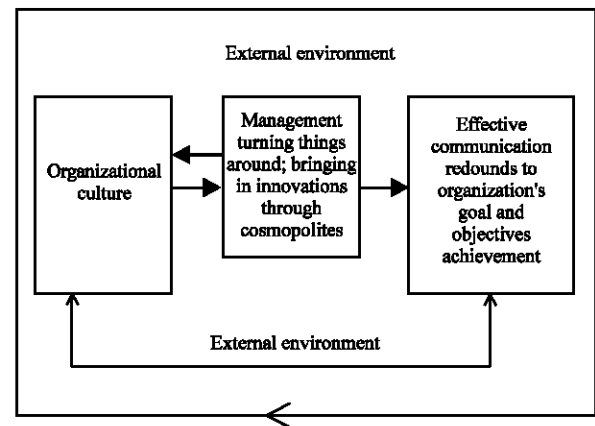 External environment
Organizational
culture
Management
turning things
around; bringing
in innovations
through
cosmopolites
Effective
communication
redounds to
organization's
goal and
objectives
achievement
External environment